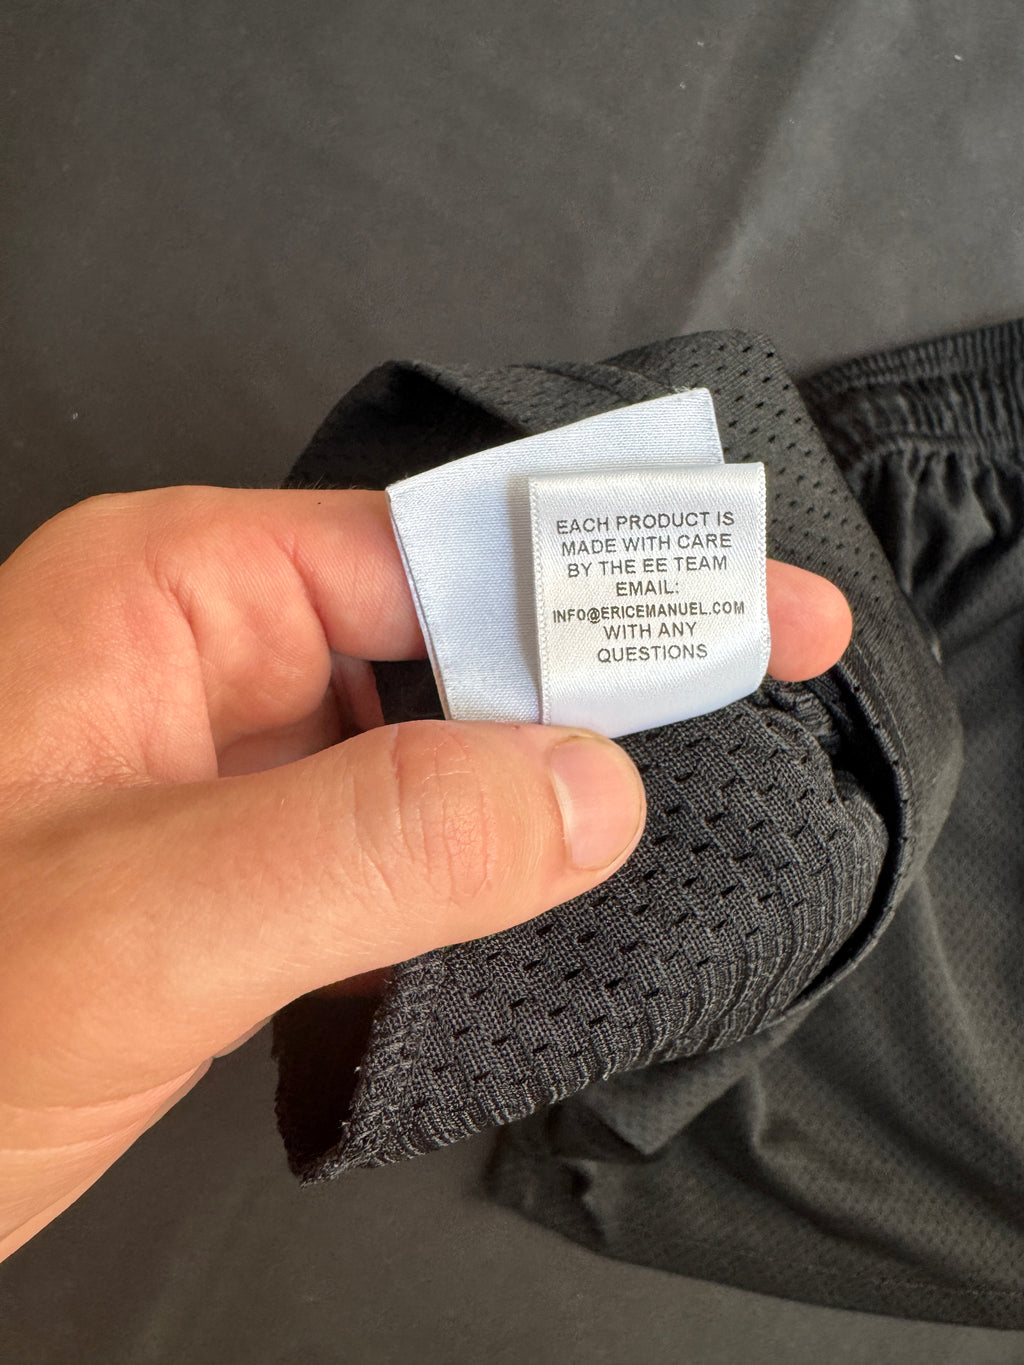 EACH PRODUCT IS
MADE WITH CARE
BY THE EE TEAM
EMAIL:
INFO@ERICEMANUEL.COM
WITH ANY
QUESTIONS